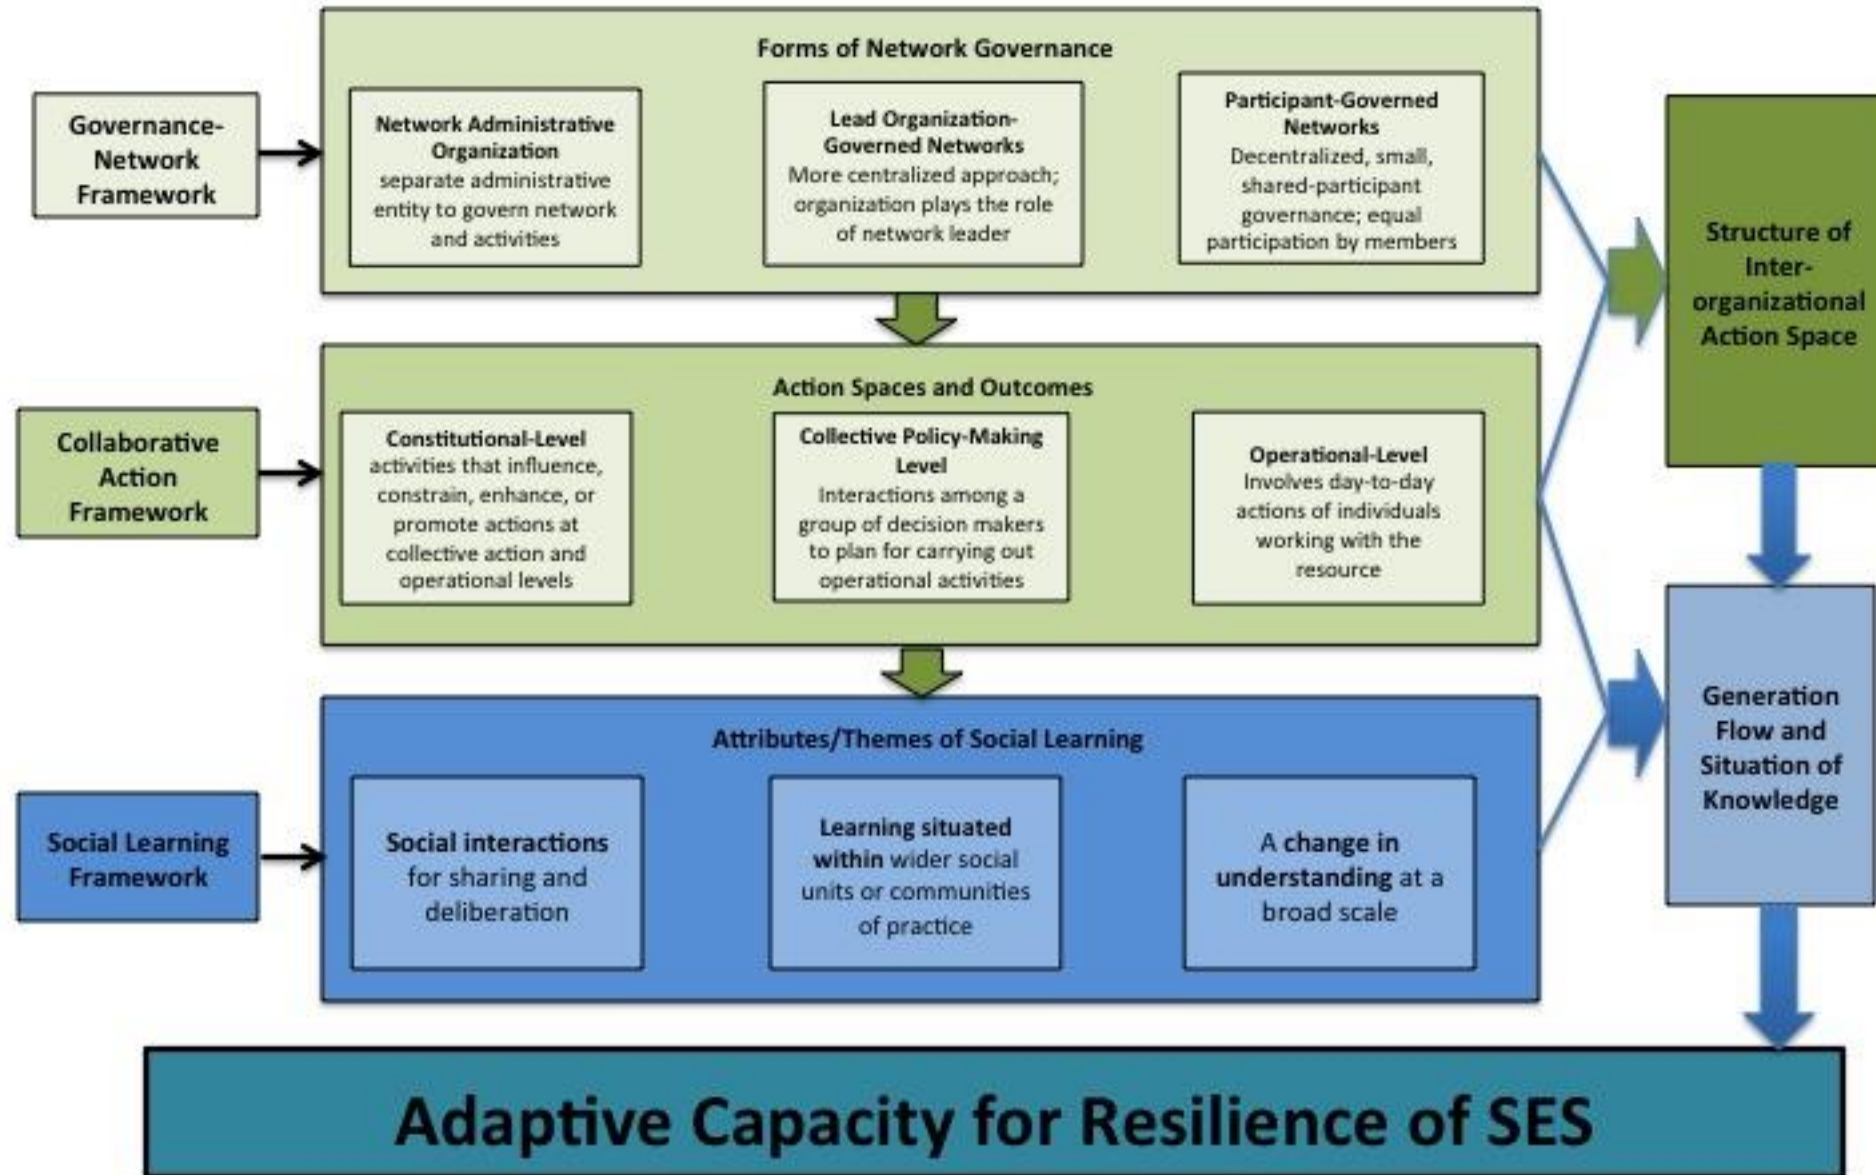 Forms of Network Governance
Governance-
Network
Framework
Network Administrative
Organization
separate administrative
entity to govern network
and activities
Lead Organization-
Governed Networks
More centralized approach;
organization plays the role
of network leader
Participant-Governed
Networks
Decentralized, small,
shared-participant
governance; equal
participation by members
Structure of
Inter-
organizational
Action Space
Action Spaces and Outcomes
Collaborative
Action
Framework
Constitutional-Level
activities that influence,
constrain, enhance, or
promote actions at
collective action and
operational levels
Collective Policy-Making
Level
Interactions among a
group of decision makers
to plan for carrying out
operational activities
Operational-Level
Involves day-to-day
actions of individuals
working with the
resource
Generation
Flow and
Situation of
Knowledge
Attributes/Themes of Social Learning
Social Learning
Framework
Social interactions
for sharing and
deliberation
Learning situated
within wider social
units or communities
of practice
A change in
understanding at a
broad scale
Adaptive Capacity for Resilience of SES